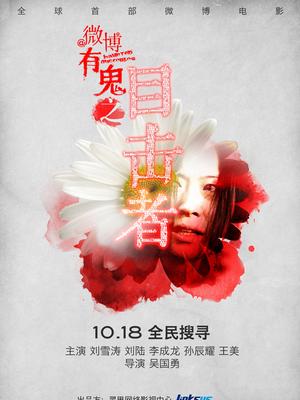 全球首部微博电影
@微博
有鬼之
目击者
10.18 全民搜寻
主演 刘雪涛 刘陆 李成龙 孙辰耀 王美
导演 吴国勇